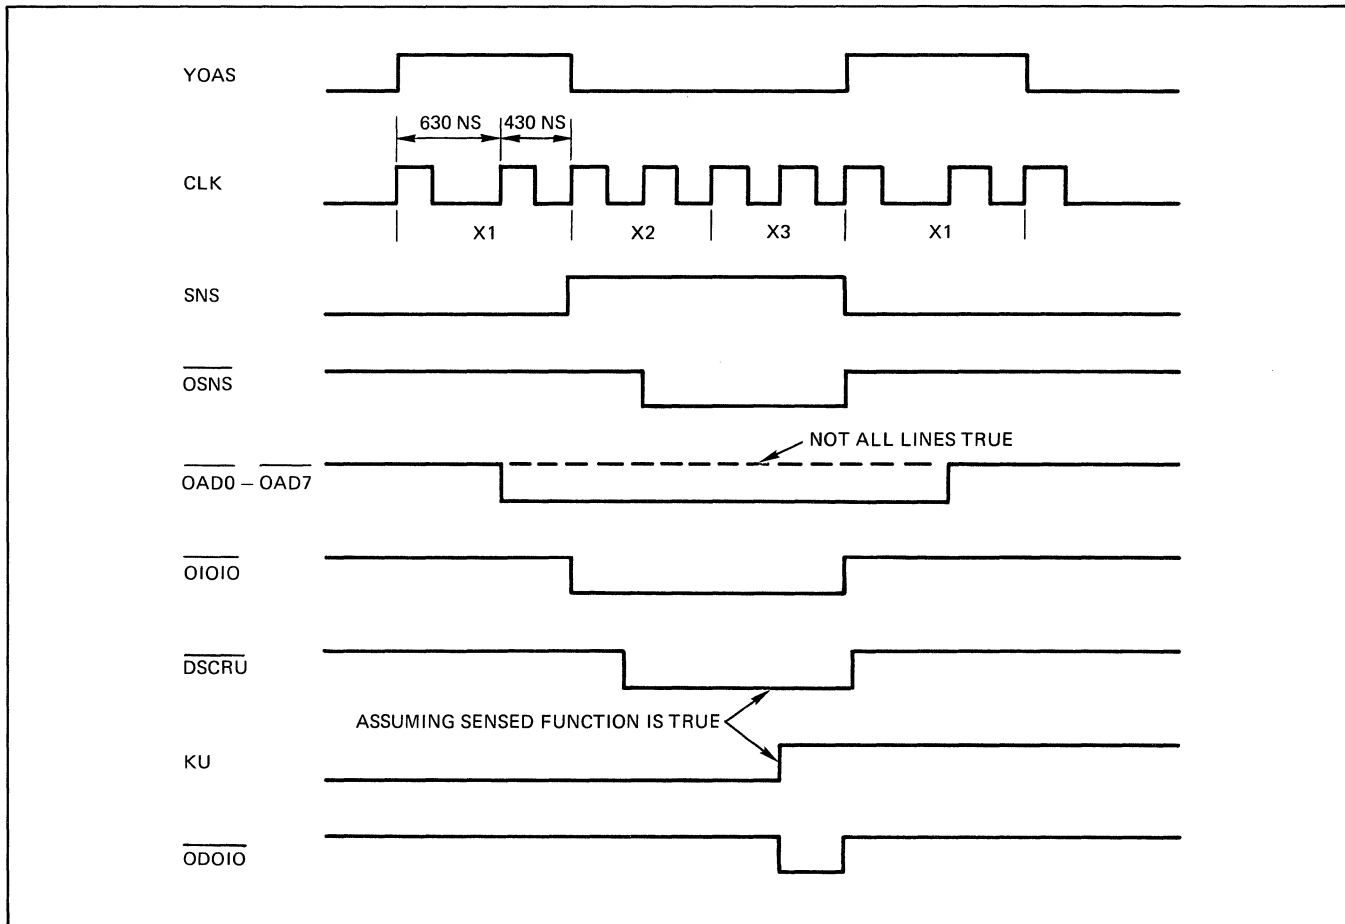 YOAS
630 NS 430 NS
CLK
X1 X2 X3 X1
SNS
OSNS
NOT ALL LINES TRUE
OAD0 – OAD7
OIOIO
DSCRU
ASSUMING SENSED FUNCTION IS TRUE
KU
ODOIO